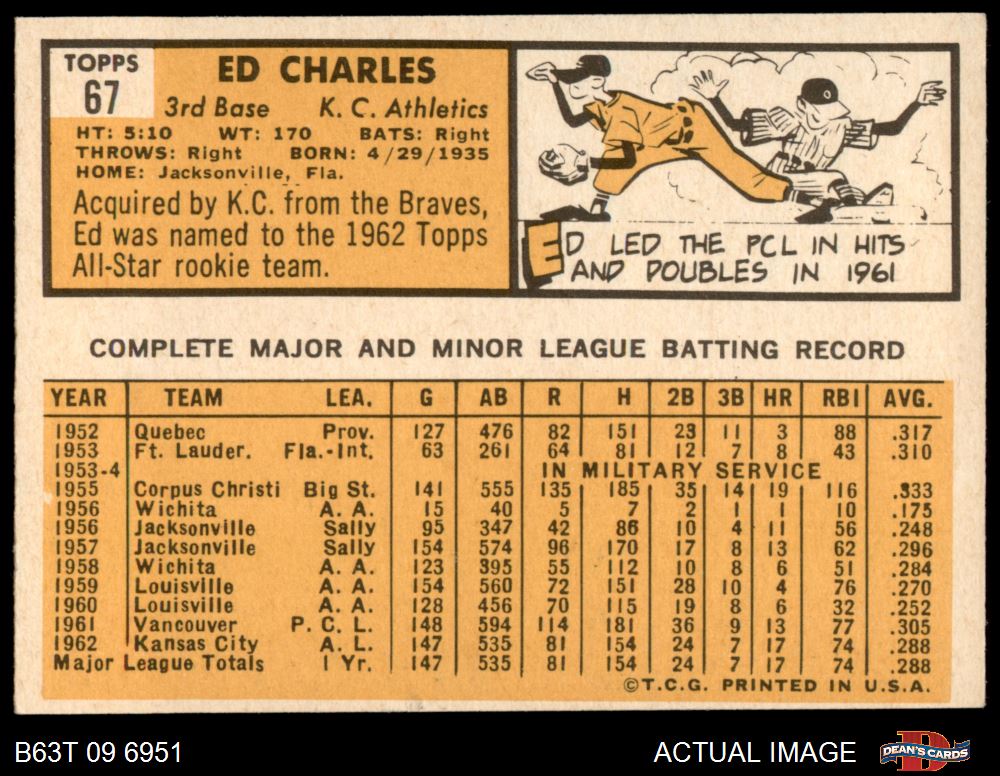 TOPPS
67
ED CHARLES
3rd Base K. C. Athletics
HT: 5:10 WT: 170 BATS: Right
THROWS: Right BORN: 4/29/1935
HOME: Jacksonville, Fla.
Acquired by K.C. from the Braves,
Ed was named to the 1962 Topps
All-Star rookie team.
ED LED THE PCL IN HITS
AND DOUBLES IN 1961
COMPLETE MAJOR AND MINOR LEAGUE BATTING RECORD
YEAR TEAM LEA. G AB R H 2B 3B HR RBI AVG.
1952 Quebec Prov. 127 476 82 151 23 11 3 88 .317
1953 Ft. Lauder. Fla.-Int. 63 261 64 81 12 7 8 43 .310
1953-4 IN MILITARY SERVICE
1955 Corpus Christi Big St. 141 555 135 185 35 14 19 116 .333
1956 Wichita A. A. 15 40 5 7 2 1 1 10 .175
1956 Jacksonville Sally 95 347 42 86 10 4 11 56 .248
1957 Jacksonville Sally 154 574 96 170 17 8 13 62 .296
1958 Wichita A. A. 123 395 55 112 10 8 6 51 .284
1959 Louisville A. A. 154 560 72 151 28 10 4 76 .270
1960 Louisville A. A. 128 456 70 115 19 8 6 32 .252
1961 Vancouver P. C. L. 148 594 114 181 36 9 13 77 .305
1962 Kansas City A. L. 147 535 81 154 24 7 17 74 .288
Major League Totals 1 Yr. 147 535 81 154 24 7 17 74 .288
©T.C.G. PRINTED IN U.S.A.
B63T 09 6951 ACTUAL IMAGE DEAN'S CARDS